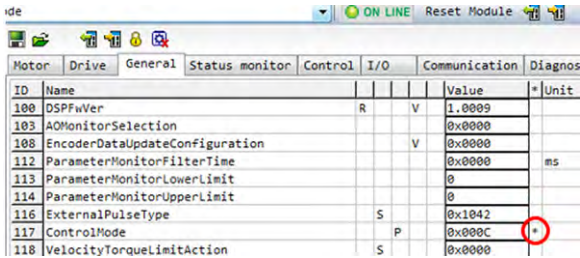 ode ON LINE Reset Module
Motor Drive General Status monitor Control I/O Communication Diagnos
ID Name Value * Unit
100 DSPFwVer R V 1.0009
103 AOMonitorSelection 0x0000
108 EncoderDataUpdateConfiguration V 0x0000
112 ParameterMonitorFilterTime 0x0000 ms
113 ParameterMonitorLowerLimit 0
114 ParameterMonitorUpperLimit 0
116 ExternalPulseType S 0x1042
117 ControlMode P 0x000C *
118 VelocityTorqueLimitAction S 0x0000